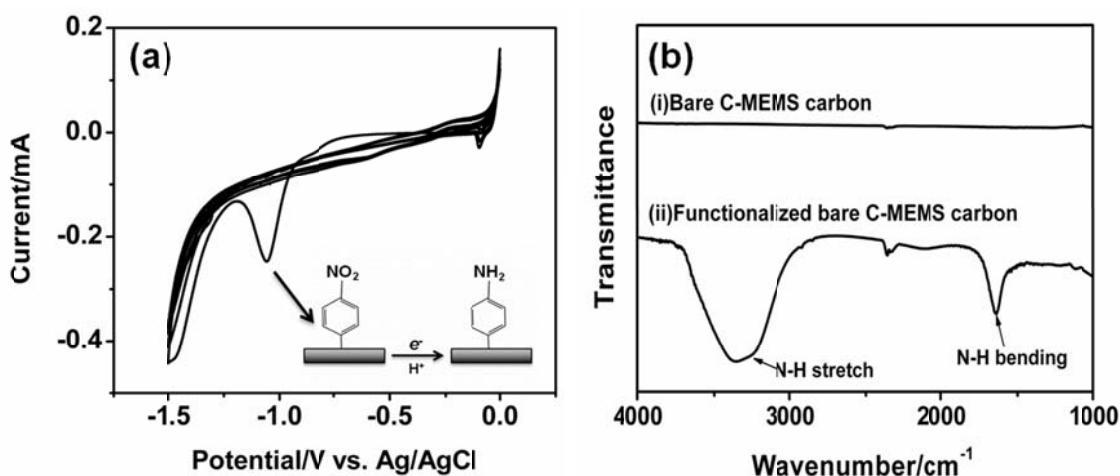 (a)
0.2
0.0
-0.2
-0.4
Current/mA
-1.5
-1.0
-0.5
0.0
Potential/V vs. Ag/AgCl
NO2
NH2
e-
H+
(b)
(i)Bare C-MEMS carbon
(ii)Functionalized bare C-MEMS carbon
N-H stretch
N-H bending
Transmittance
4000
3000
2000
1000
Wavenumber/cm-1